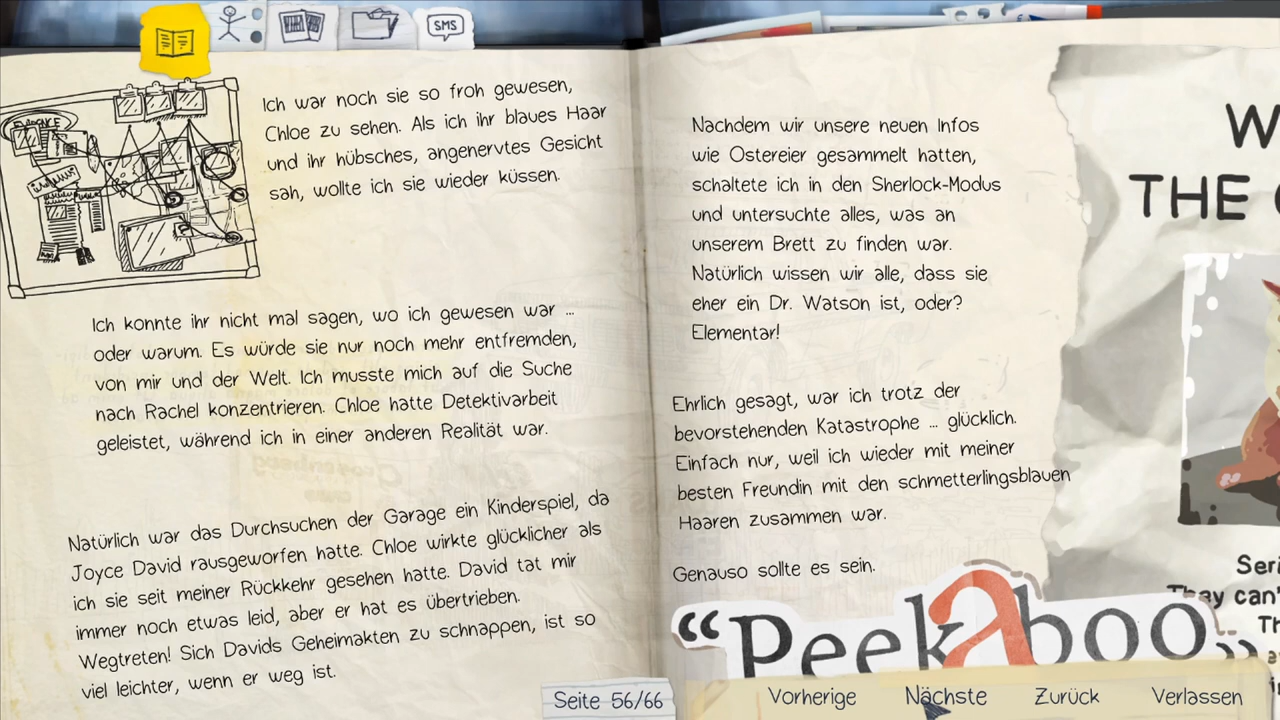 SMS
EVIDENCE
Ich war noch sie so froh gewesen,
Chloe zu sehen. Als ich ihr blaues Haar
und ihr hübsches, angenervtes Gesicht
sah, wollte ich sie wieder küssen.
Ich konnte ihr nicht mal sagen, wo ich gewesen war ...
oder warum. Es würde sie nur noch mehr entfremden,
von mir und der Welt. Ich musste mich auf die Suche
nach Rachel konzentrieren. Chloe hatte Detektivarbeit
geleistet, während ich in einer anderen Realität war.
Natürlich war das Durchsuchen der Garage ein Kinderspiel, da
Joyce David rausgeworfen hatte. Chloe wirkte glücklicher als
ich sie seit meiner Rückkehr gesehen hatte. David tat mir
immer noch etwas leid, aber er hat es übertrieben.
Wegtreten! Sich Davids Geheimakten zu schnappen, ist so
viel leichter, wenn er weg ist.
Nachdem wir unsere neuen Infos
wie Ostereier gesammelt hatten,
schaltete ich in den Sherlock-Modus
und untersuchte alles, was an
unserem Brett zu finden war.
Natürlich wissen wir alle, dass sie
eher ein Dr. Watson ist, oder?
Elementar!
Ehrlich gesagt, war ich trotz der
bevorstehenden Katastrophe ... glücklich.
Einfach nur, weil ich wieder mit meiner
besten Freundin mit den schmetterlingsblauen
Haaren zusammen war.
Genauso sollte es sein.
W
THE
Seri
They can'
Th
“Peekaboo”
Seite 56/66
Vorherige Nächste Zurück Verlassen